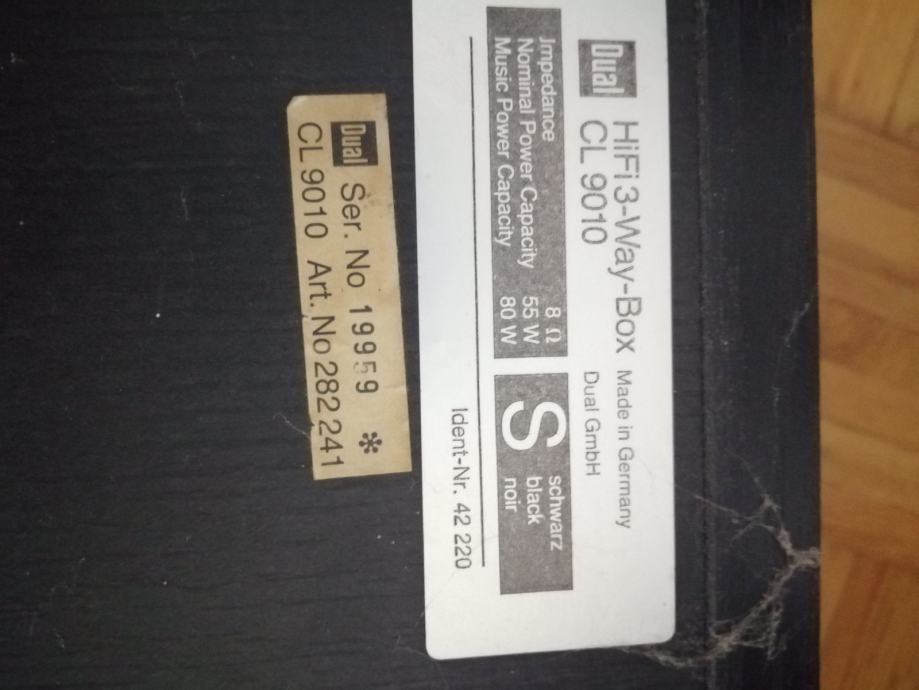 Dual HiFi 3-Way-Box
CL 9010
Made in Germany
Dual GmbH
Jmpedance 8 Ω
Nominal Power Capacity 55 W
Music Power Capacity 80 W
S
schwarz
black
noir
Ident-Nr. 42 220
Dual Ser. No 19959 *
CL 9010 Art. No 282 241